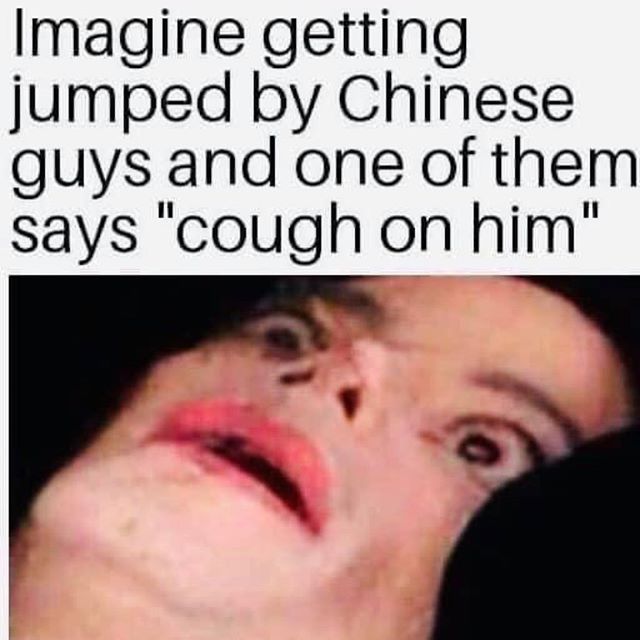 Imagine getting
jumped by Chinese
guys and one of them
says "cough on him"